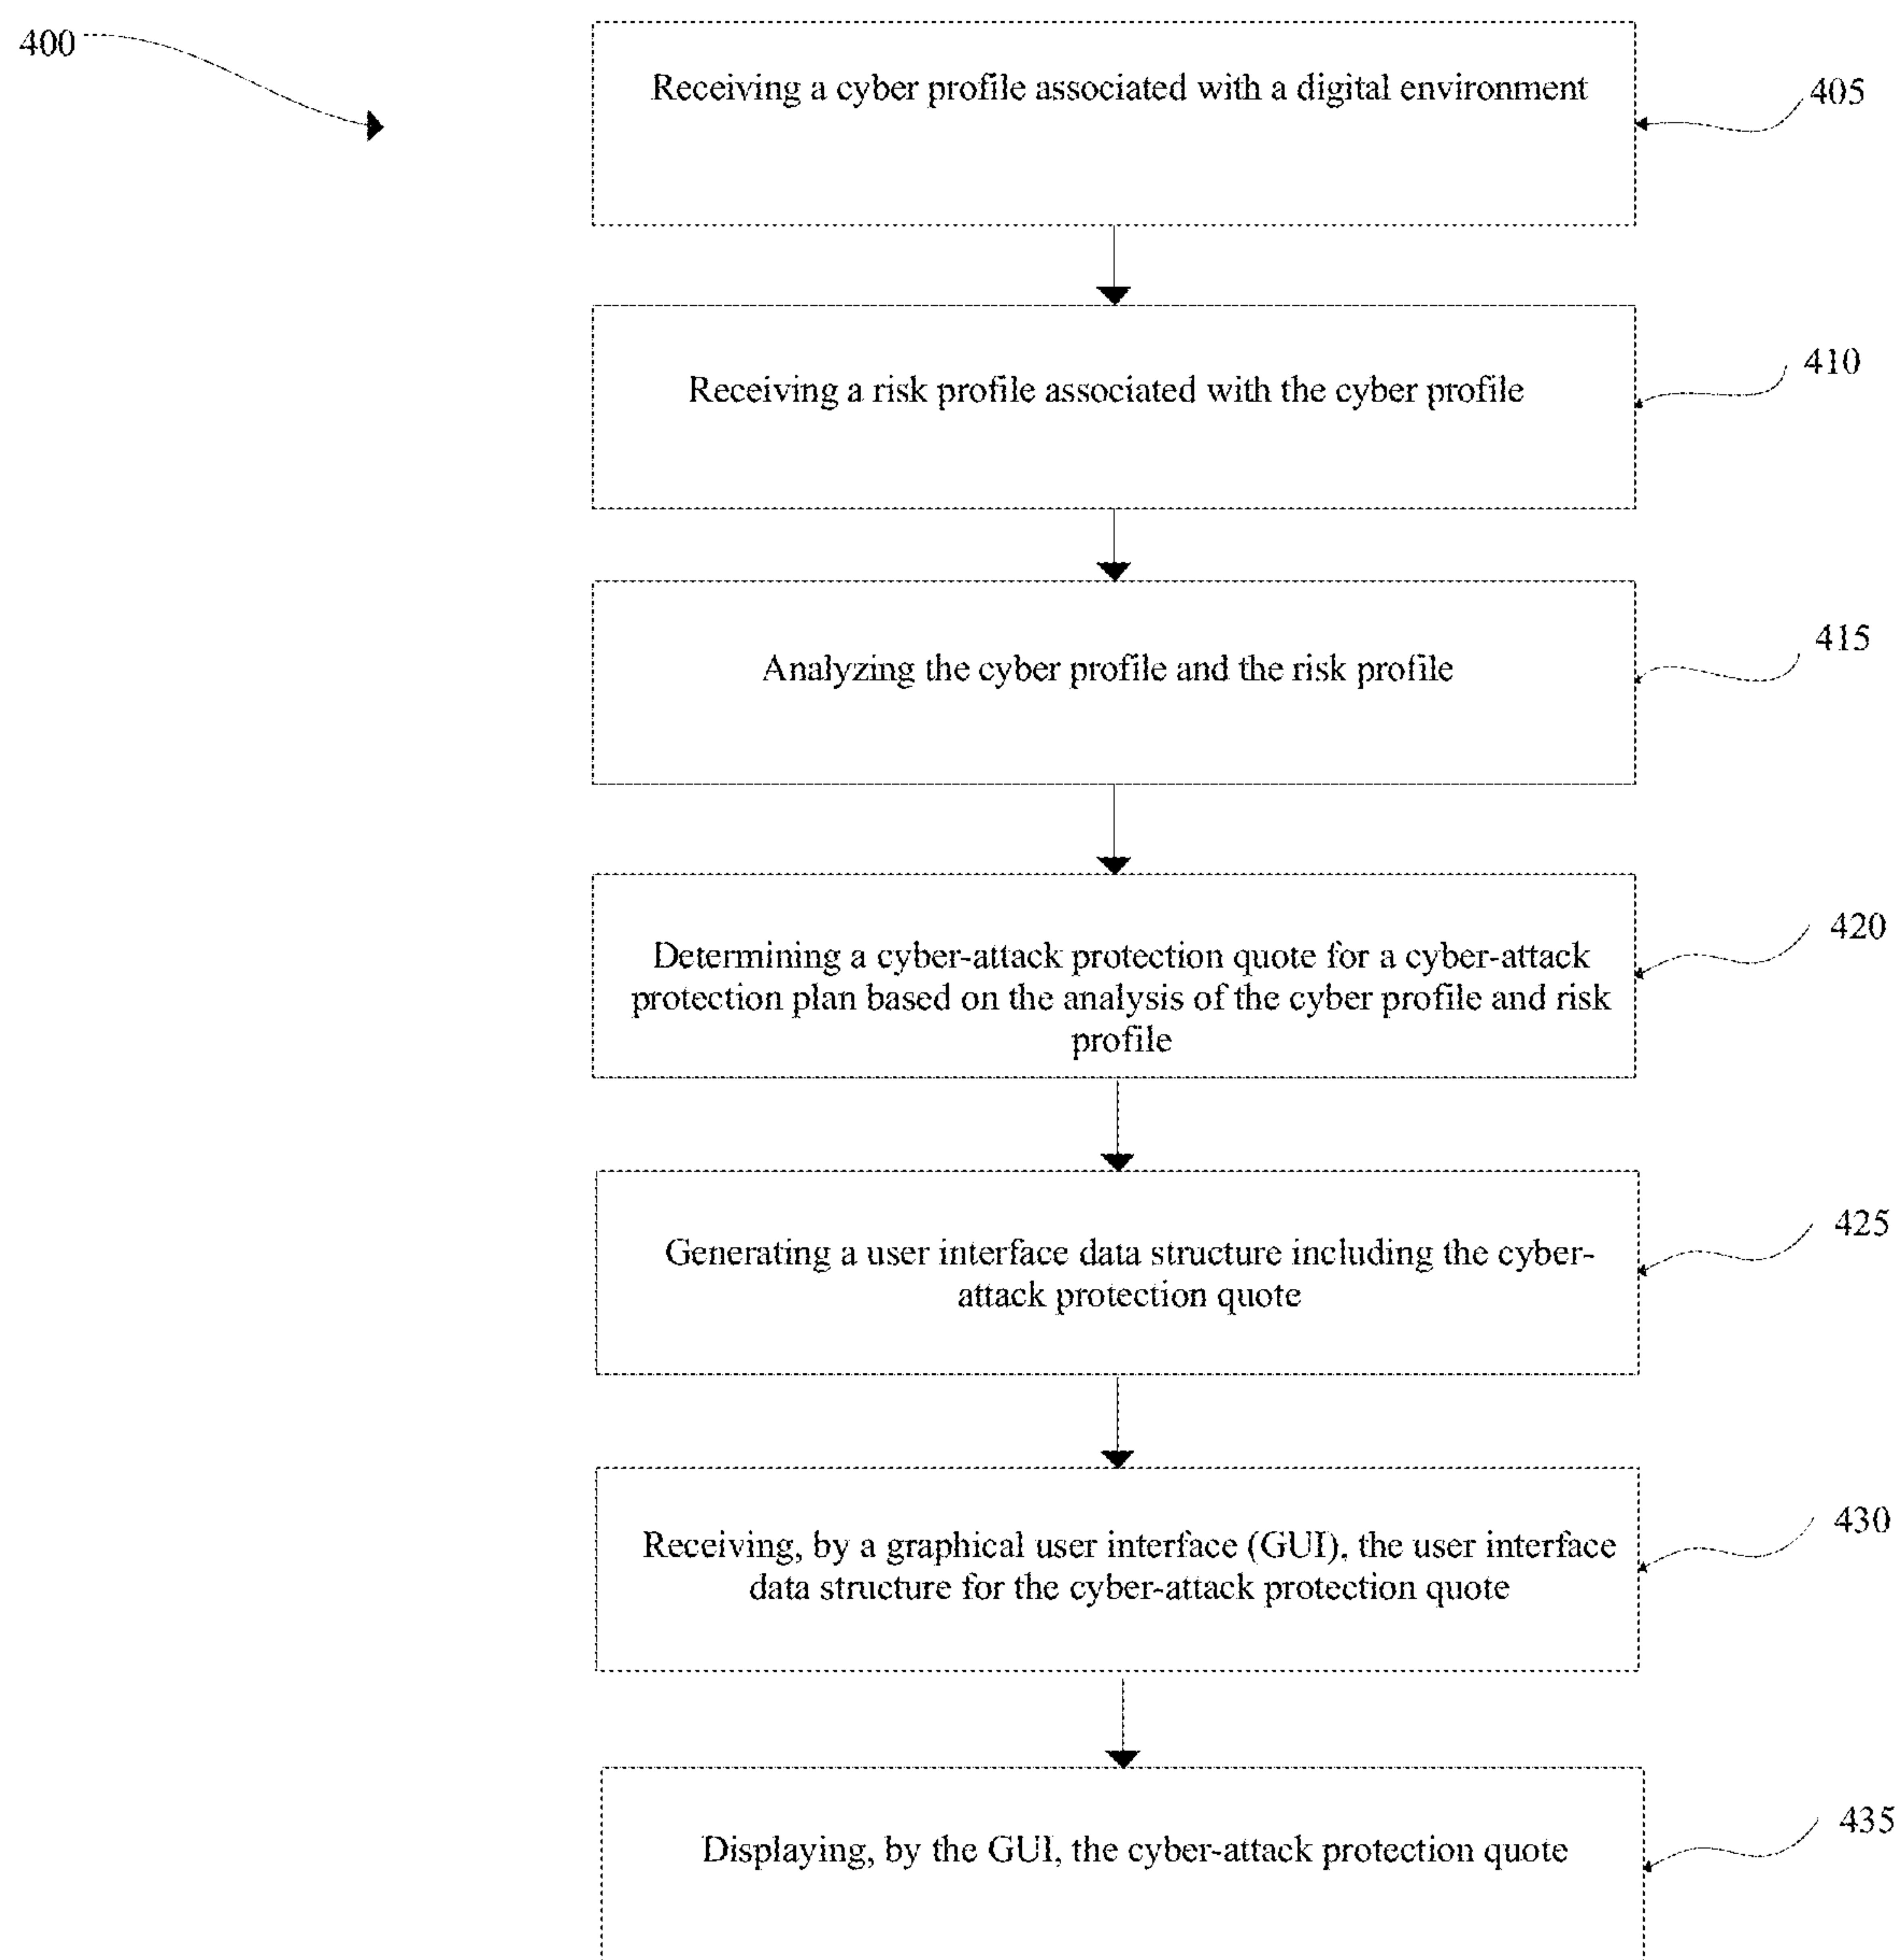 400
Receiving a cyber profile associated with a digital environment
405
Receiving a risk profile associated with the cyber profile
410
Analyzing the cyber profile and the risk profile
415
Determining a cyber-attack protection quote for a cyber-attack
protection plan based on the analysis of the cyber profile and risk
profile
420
Generating a user interface data structure including the cyber-
attack protection quote
425
Receiving, by a graphical user interface (GUI), the user interface
data structure for the cyber-attack protection quote
430
Displaying, by the GUI, the cyber-attack protection quote
435